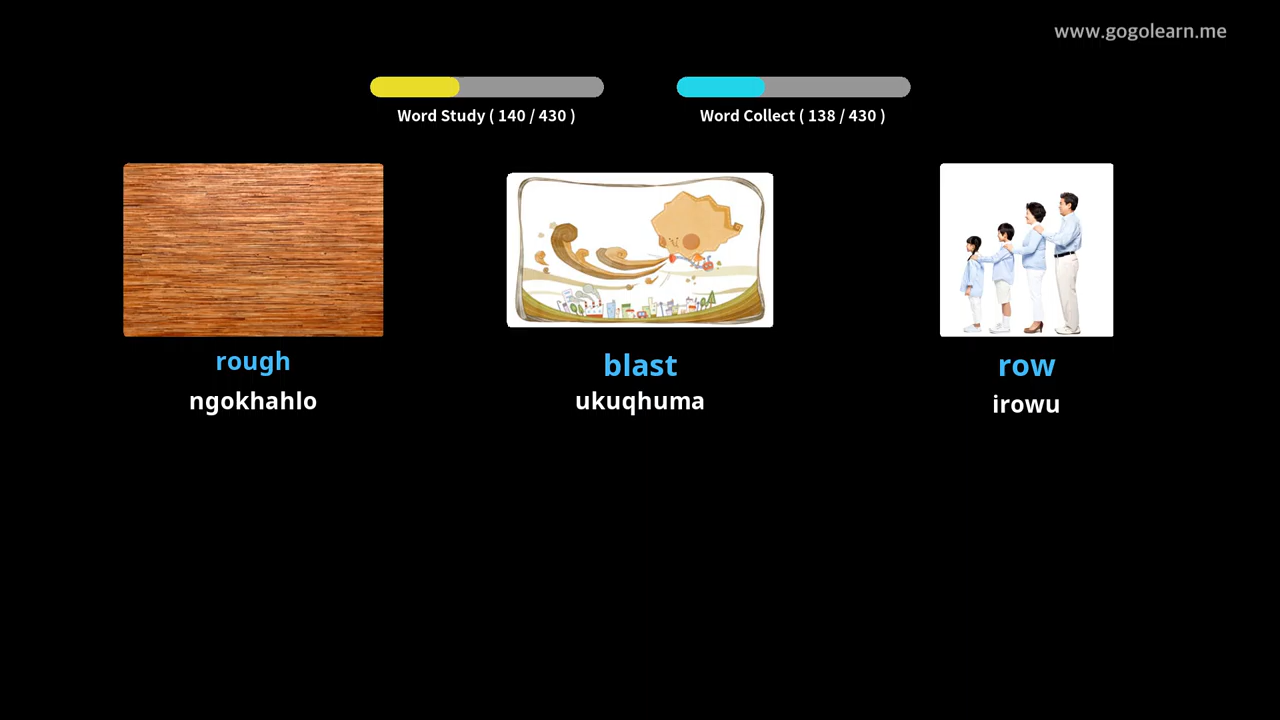 www.gogolearn.me
Word Study ( 140 / 430 )
Word Collect ( 138 / 430 )
rough
ngokhahlo
blast
ukuqhuma
row
irowu